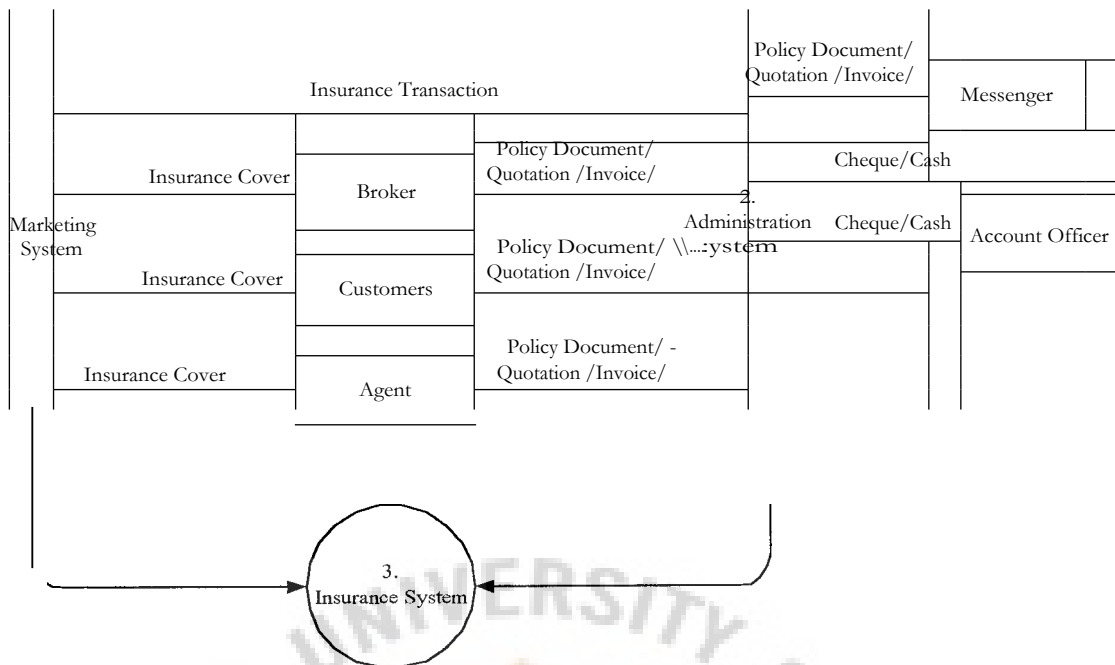 Policy Document/
Quotation /Invoice/
Messenger
Insurance Transaction
Policy Document/
Quotation /Invoice/
Cheque/Cash
Insurance Cover
Broker
2.
Administration
\\....:ystem
Cheque/Cash
Account Officer
Marketing
System
Policy Document/
Quotation /Invoice/
Insurance Cover
Customers
Policy Document/ -
Quotation /Invoice/
Insurance Cover
Agent
3.
Insurance System
UNIVERSITY